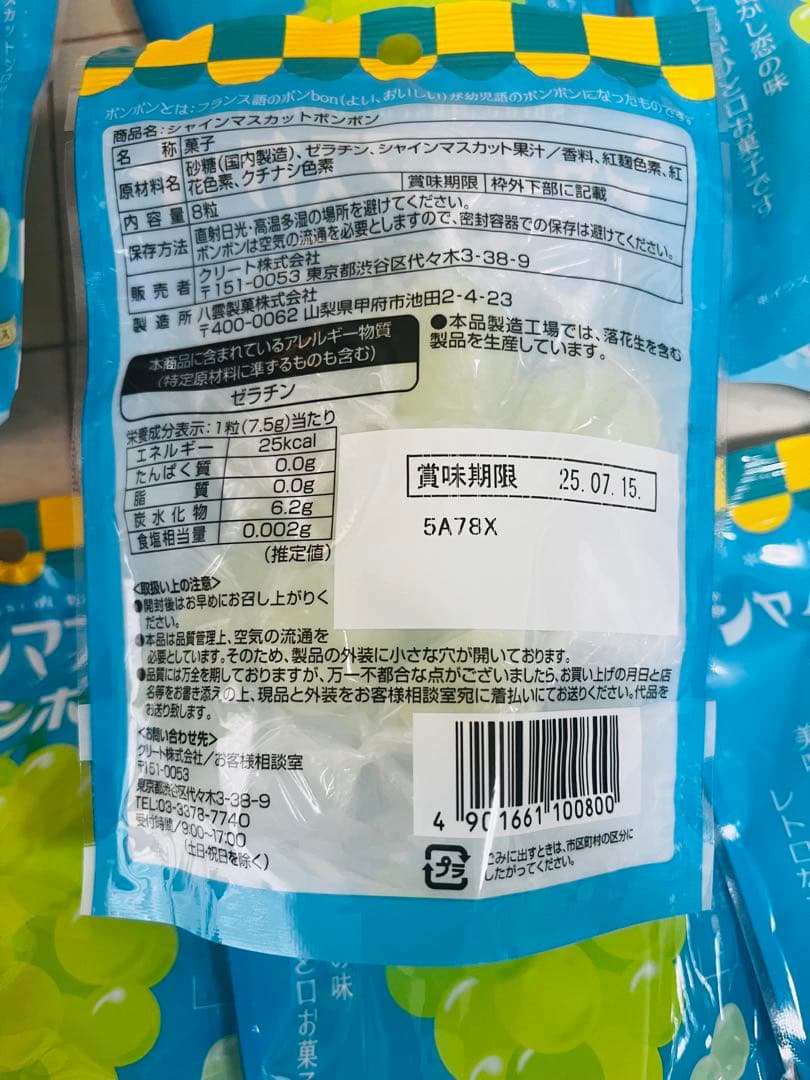 ボンボンとは:フランス語のボンbon(よい、おいしい)が幼児語のボンボンになったものです。
商品名:シャインマスカットボンボン
名 称 菓子
原材料名 砂糖(国内製造)、ゼラチン、シャインマスカット果汁/香料、紅麹色素、紅
花色素、クチナシ色素
賞味期限 枠外下部に記載
内容量 8粒
保存方法 直射日光・高温多湿の場所を避けてください。
ボンボンは空気の流通を必要としますので、密封容器での保存は避けてください。
販売者 クリート株式会社
〒151-0053 東京都渋谷区代々木3-38-9
製造所 八雲製菓株式会社
〒400-0062 山梨県甲府市池田2-4-23
本商品に含まれているアレルギー物質
(特定原材料に準ずるものも含む)
ゼラチン
●本品製造工場では、落花生を含む
製品を生産しています。
栄養成分表示:1粒(7.5g)当たり
エネルギー 25kcal
たんぱく質 0.0g
脂質 0.0g
炭水化物 6.2g
食塩相当量 0.002g
(推定値)
賞味期限 25.07.15.
5A78X
<取扱い上の注意>
●開封後はお早めにお召し上がりく
ださい。
●本品は品質管理上、空気の流通を
必要としています。そのため、製品の外装に小さな穴が開いております。
●品質には万全を期しておりますが、万一不都合な点がございましたら、お買い上げの月日と店
名等をお書き添えの上、現品と外装をお客様相談室宛に着払いにてお送りください。代品を
お送り致します。
<お問い合わせ先>
クリート株式会社/お客様相談室
〒151-0053
東京都渋谷区代々木3-38-9
TEL:03-3378-7740
受付時間/9:00~17:00
(土日・祝日を除く)
4 901661 100800
プラ
ごみに出すときは、市区町村の区分に
したがってください。
かし恋の味
ひと口お菓子です
シャ
レトロな
の味
口お菓子